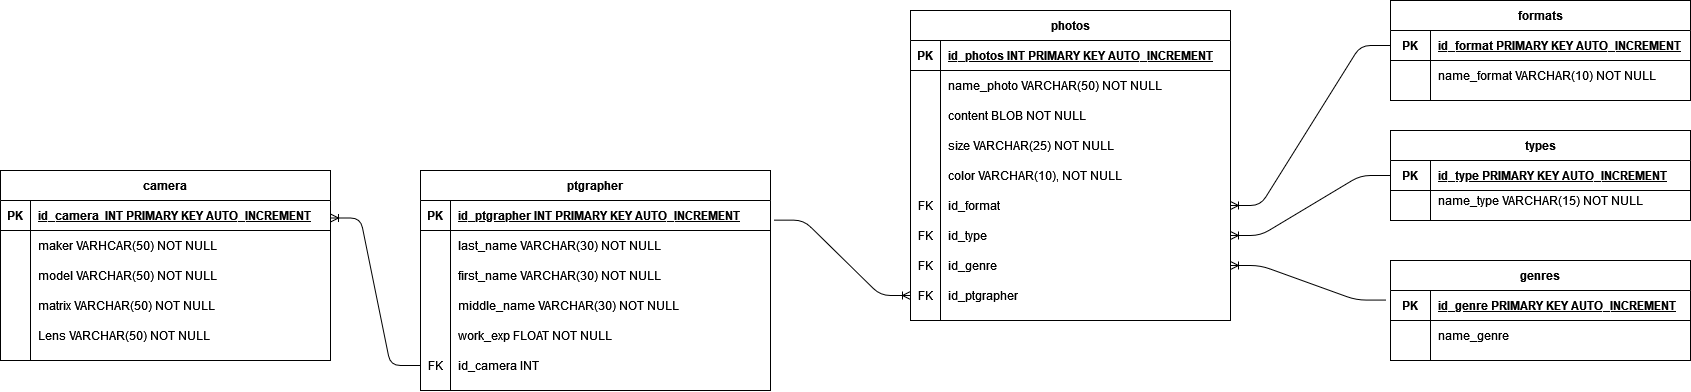 camera
PK id_camera INT PRIMARY KEY AUTO_INCREMENT
maker VARHCAR(50) NOT NULL
model VARCHAR(50) NOT NULL
matrix VARCHAR(50) NOT NULL
Lens VARCHAR(50) NOT NULL
ptgrapher
PK id_ptgrapher INT PRIMARY KEY AUTO_INCREMENT
last_name VARCHAR(30) NOT NULL
first_name VARCHAR(30) NOT NULL
middle_name VARCHAR(30) NOT NULL
work_exp FLOAT NOT NULL
FK id_camera INT
photos
PK id_photos INT PRIMARY KEY AUTO_INCREMENT
name_photo VARCHAR(50) NOT NULL
content BLOB NOT NULL
size VARCHAR(25) NOT NULL
color VARCHAR(10), NOT NULL
FK id_format
FK id_type
FK id_genre
FK id_ptgrapher
formats
PK id_format PRIMARY KEY AUTO_INCREMENT
name_format VARCHAR(10) NOT NULL
types
PK id_type PRIMARY KEY AUTO_INCREMENT
name_type VARCHAR(15) NOT NULL
genres
PK id_genre PRIMARY KEY AUTO_INCREMENT
name_genre